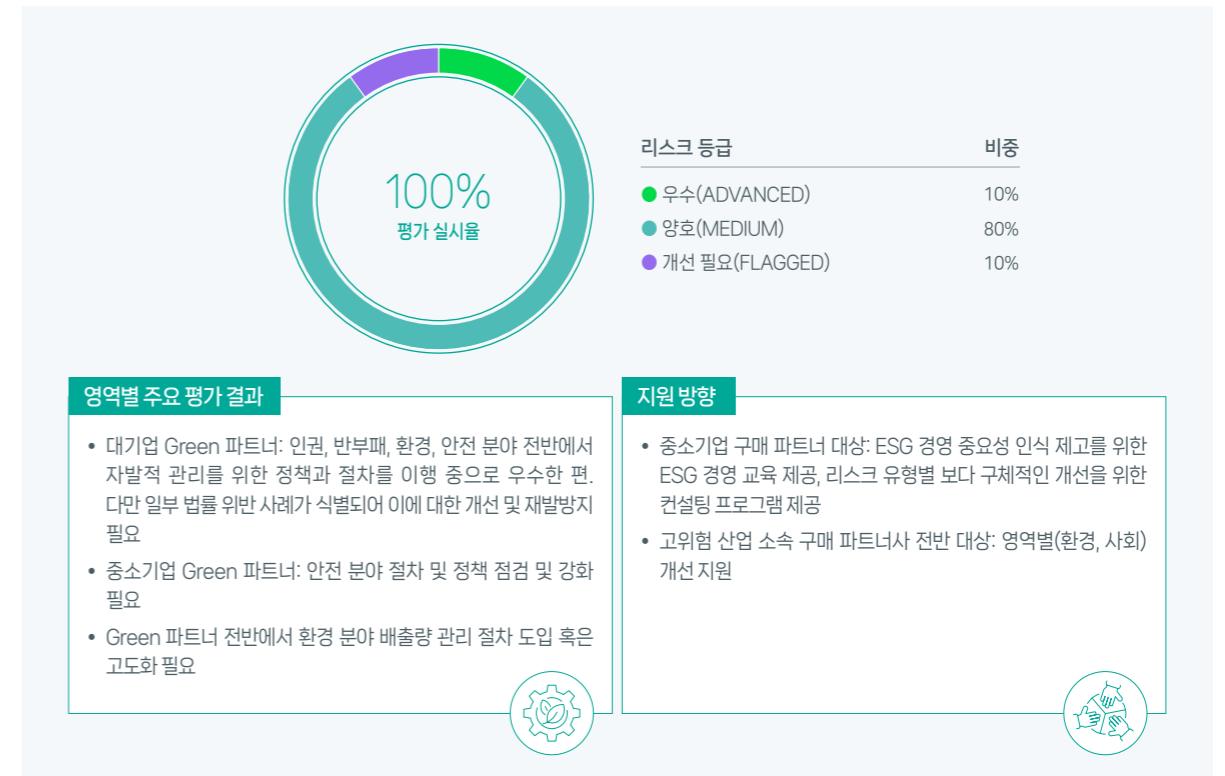 100%
평가 실시율
리스크 등급 비중
우수(ADVANCED) 10%
양호(MEDIUM) 80%
개선 필요(FLAGGED) 10%
영역별 주요 평가 결과
• 대기업 Green 파트너: 인권, 반부패, 환경, 안전 분야 전반에서
자발적 관리를 위한 정책과 절차를 이행 중으로 우수한 편.
다만 일부 법률 위반 사례가 식별되어 이에 대한 개선 및 재발방지
필요
• 중소기업 Green 파트너: 안전 분야 절차 및 정책 점검 및 강화
필요
• Green 파트너 전반에서 환경 분야 배출량 관리 절차 도입 혹은
고도화 필요
지원 방향
• 중소기업 구매 파트너 대상: ESG 경영 중요성 인식 제고를 위한
ESG 경영 교육 제공, 리스크 유형별 보다 구체적인 개선을 위한
컨설팅 프로그램 제공
• 고위험 산업 소속 구매 파트너사 전반 대상: 영역별(환경, 사회)
개선 지원